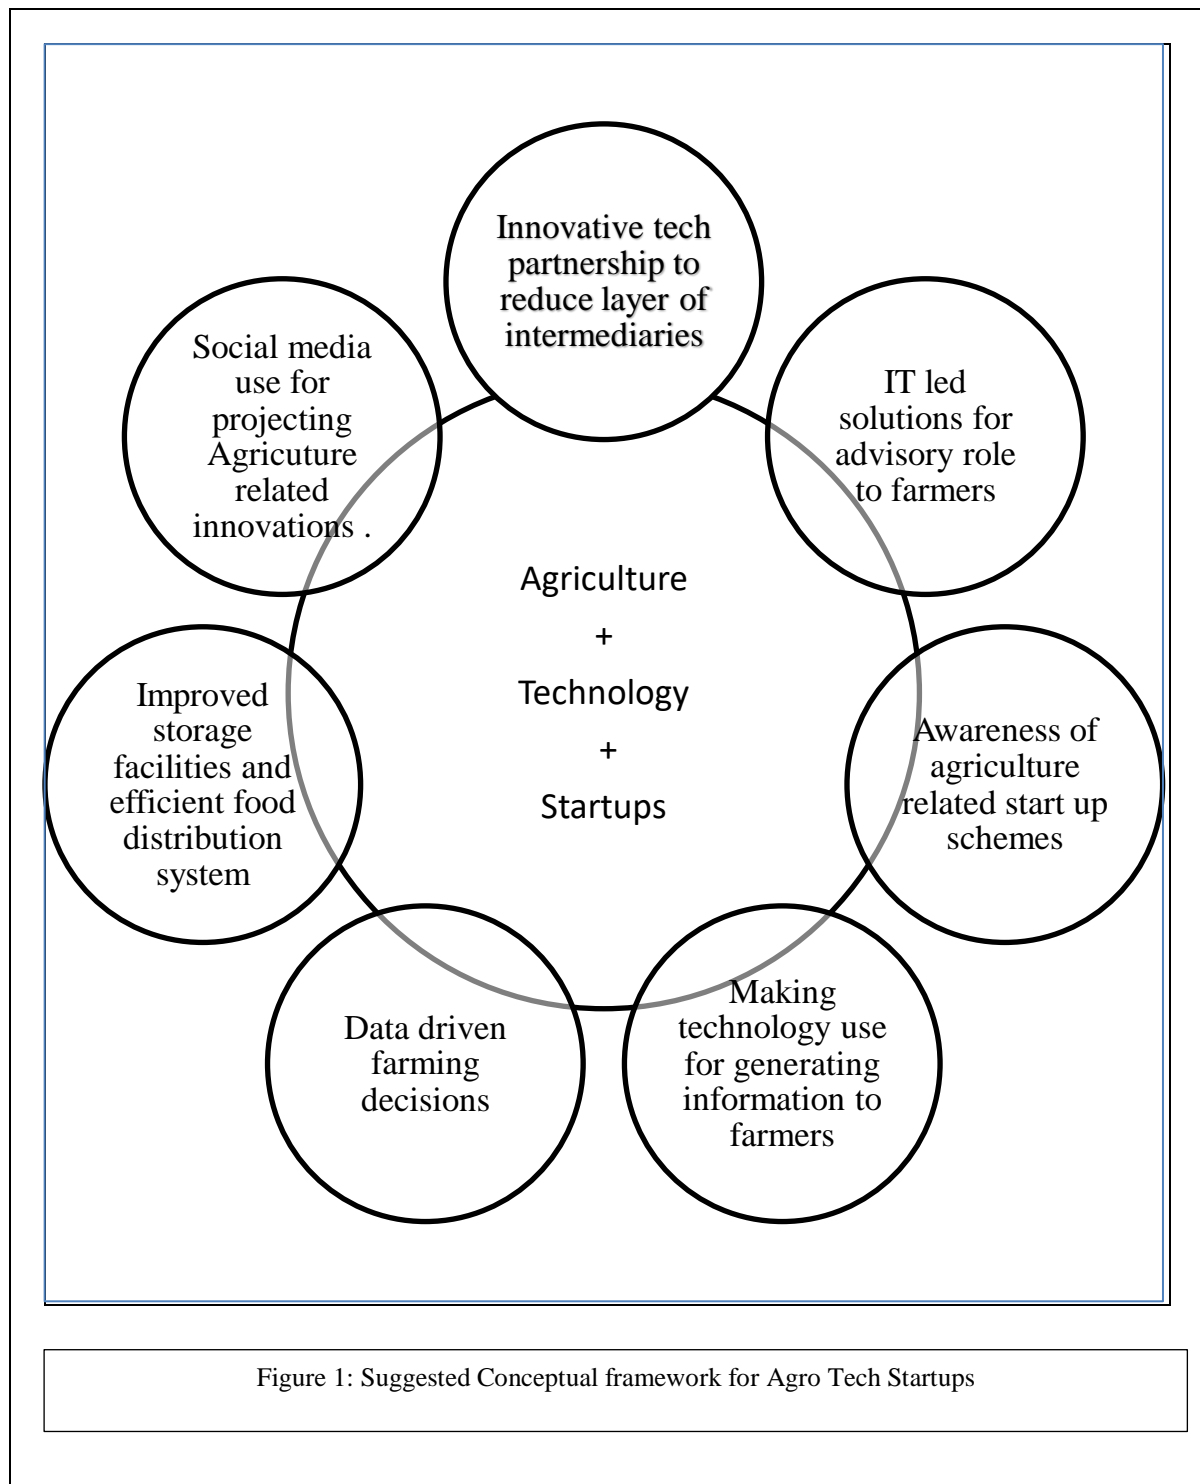 Innovative tech
partnership to
reduce layer of
intermediaries
IT led
solutions for
advisory role
to farmers
Awareness of
agriculture
related start up
schemes
Making
technology use
for generating
information to
farmers
Data driven
farming
decisions
Improved
storage
facilities and
efficient food
distribution
system
Social media
use for
projecting
Agricuture
related
innovations .
Agriculture
+
Technology
+
Startups
Figure 1: Suggested Conceptual framework for Agro Tech Startups